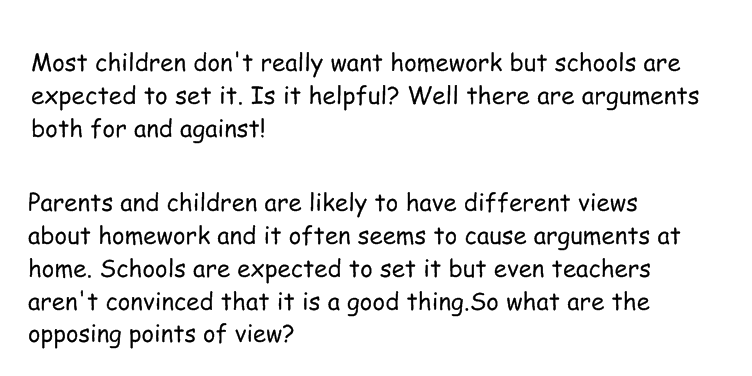 Most children don't really want homework but schools are
expected to set it. Is it helpful? Well there are arguments
both for and against!
Parents and children are likely to have different views
about homework and it often seems to cause arguments at
home. Schools are expected to set it but even teachers
aren't convinced that it is a good thing.So what are the
opposing points of view?